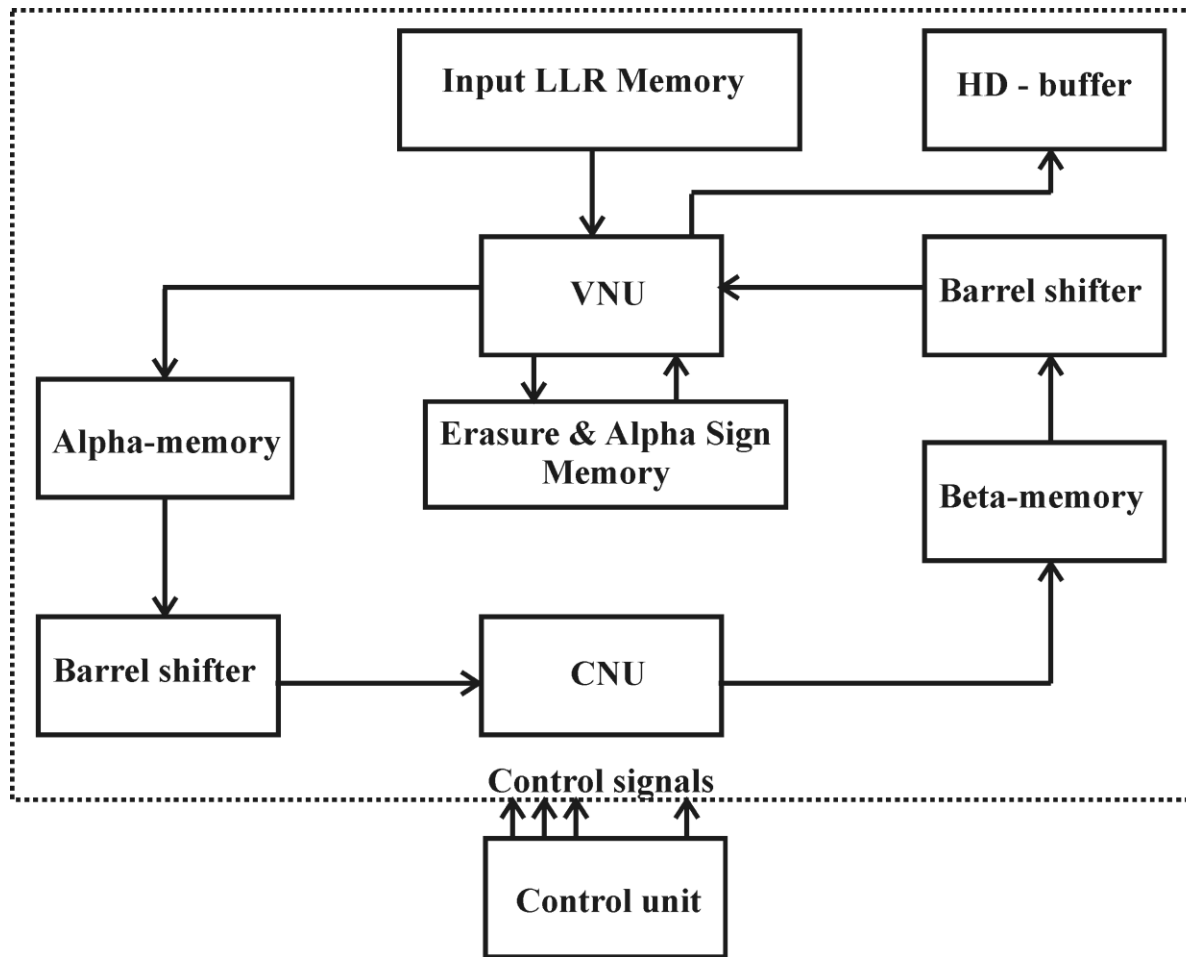 Input LLR Memory
HD - buffer
VNU
Barrel shifter
Alpha-memory
Erasure & Alpha Sign
Memory
Beta-memory
Barrel shifter
CNU
Control signals
Control unit